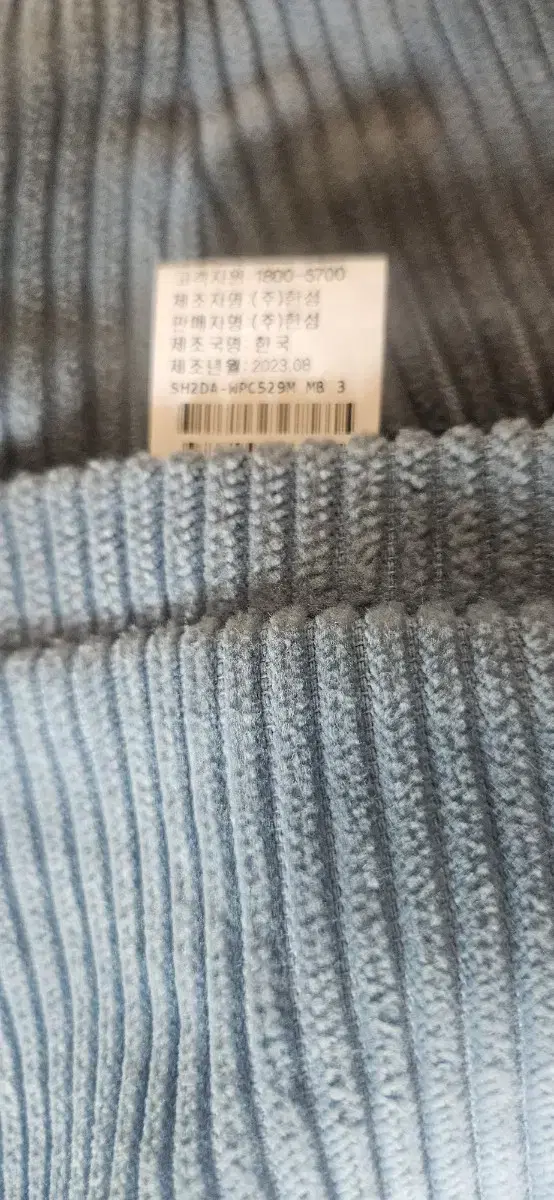 고객지원 1800-5700
제조자명 (주)한섬
판매자명 (주)한섬
제조국명 한국
제조년월: 2023.08
SH2DA-WPC529M MB 3